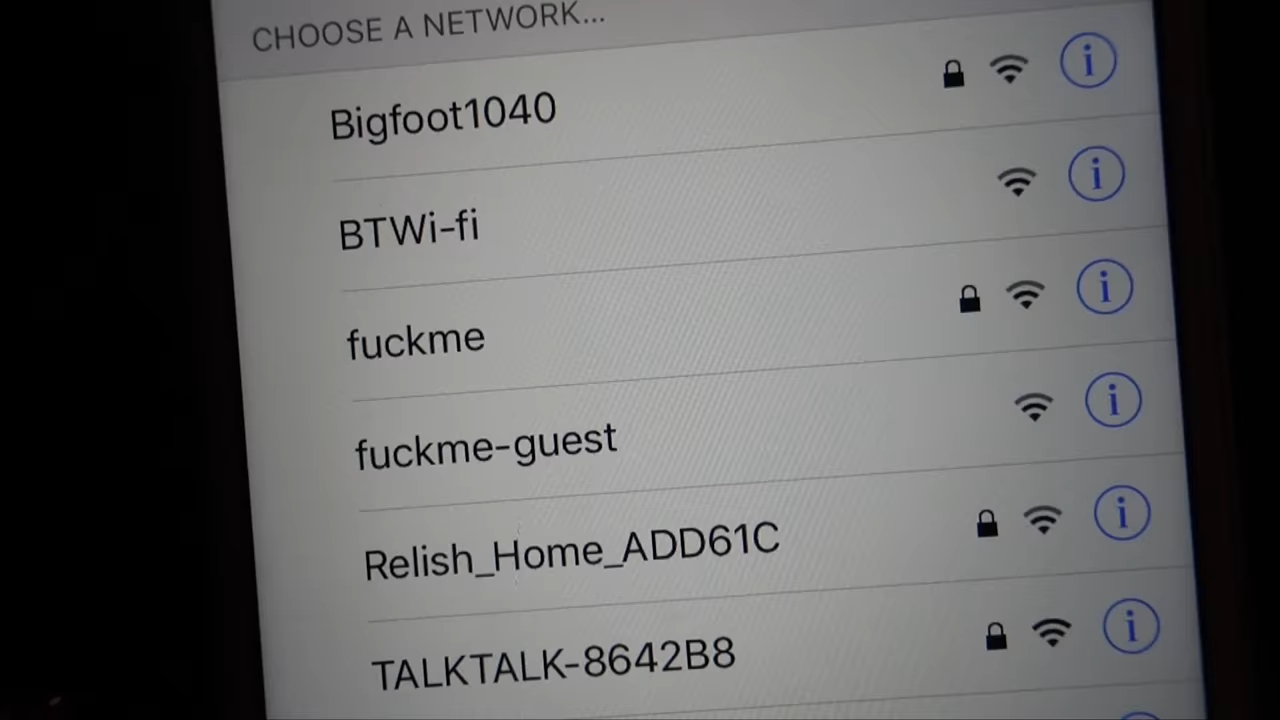 CHOOSE A NETWORK...
Bigfoot1040
BTWi-fi
fuckme
fuckme-guest
Relish_Home_ADD61C
TALKTALK-8642B8